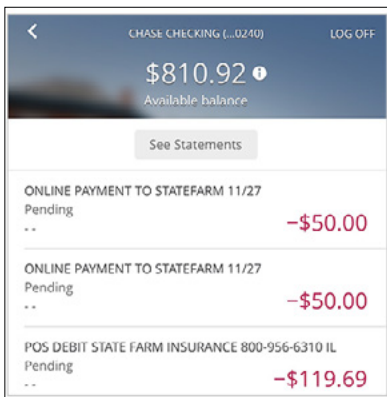 CHASE CHECKING (...0240) LOG OFF
$810.92
Available balance
See Statements
ONLINE PAYMENT TO STATEFARM 11/27
Pending
--
−$50.00
ONLINE PAYMENT TO STATEFARM 11/27
Pending
--
−$50.00
POS DEBIT STATE FARM INSURANCE 800-956-6310 IL
Pending
--
−$119.69